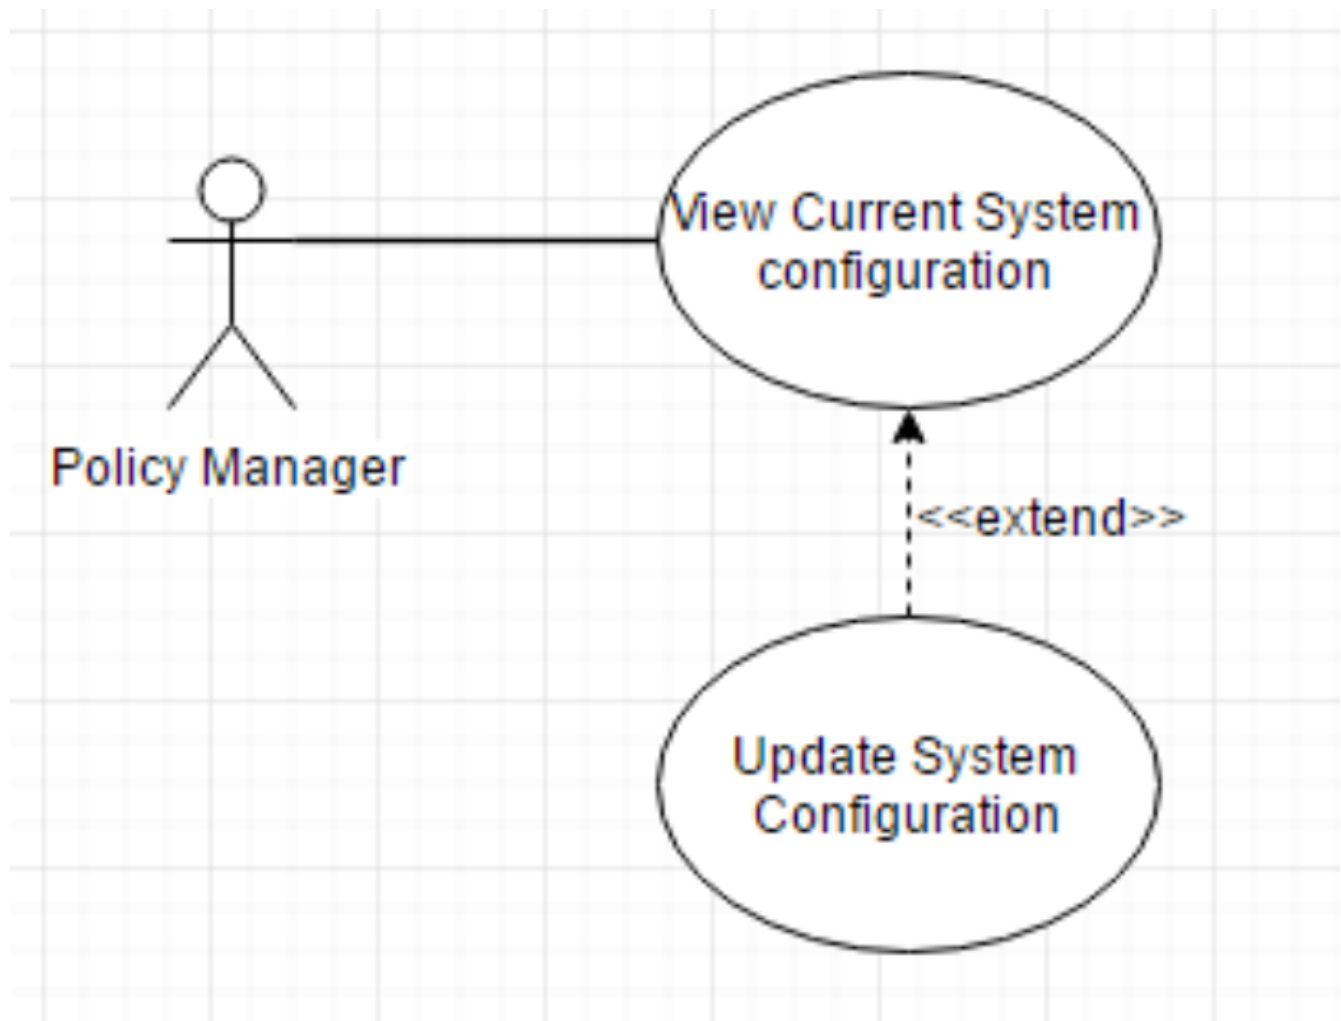 View Current System
configuration
Policy Manager
<<extend>>
Update System
Configuration